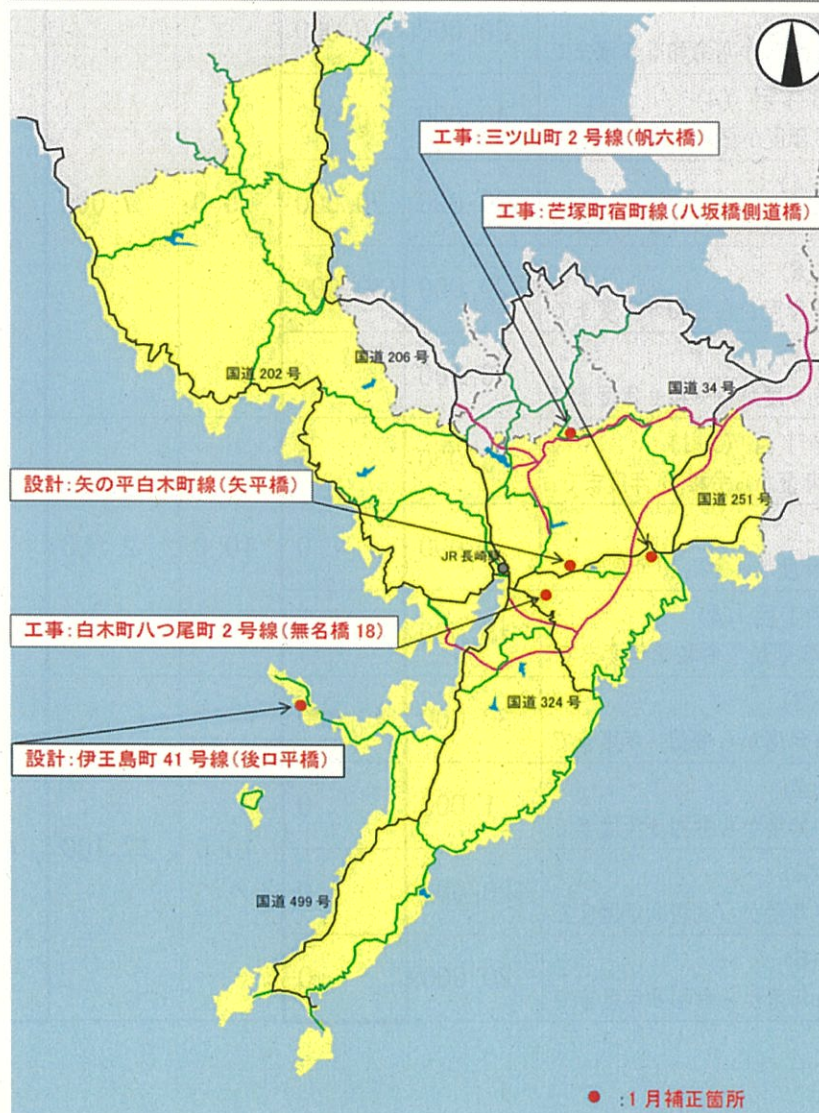 工事:三ツ山町 2 号線(帆六橋)
工事:芒塚町宿町線(八坂橋側道橋)
国道 206 号
国道 202 号
国道 34 号
設計:矢の平白木町線(矢平橋)
国道 251 号
JR 長崎駅
工事:白木町八つ尾町 2 号線(無名橋 18)
国道 324 号
設計:伊王島町 41 号線(後口平橋)
国道 499 号
● :1 月補正箇所